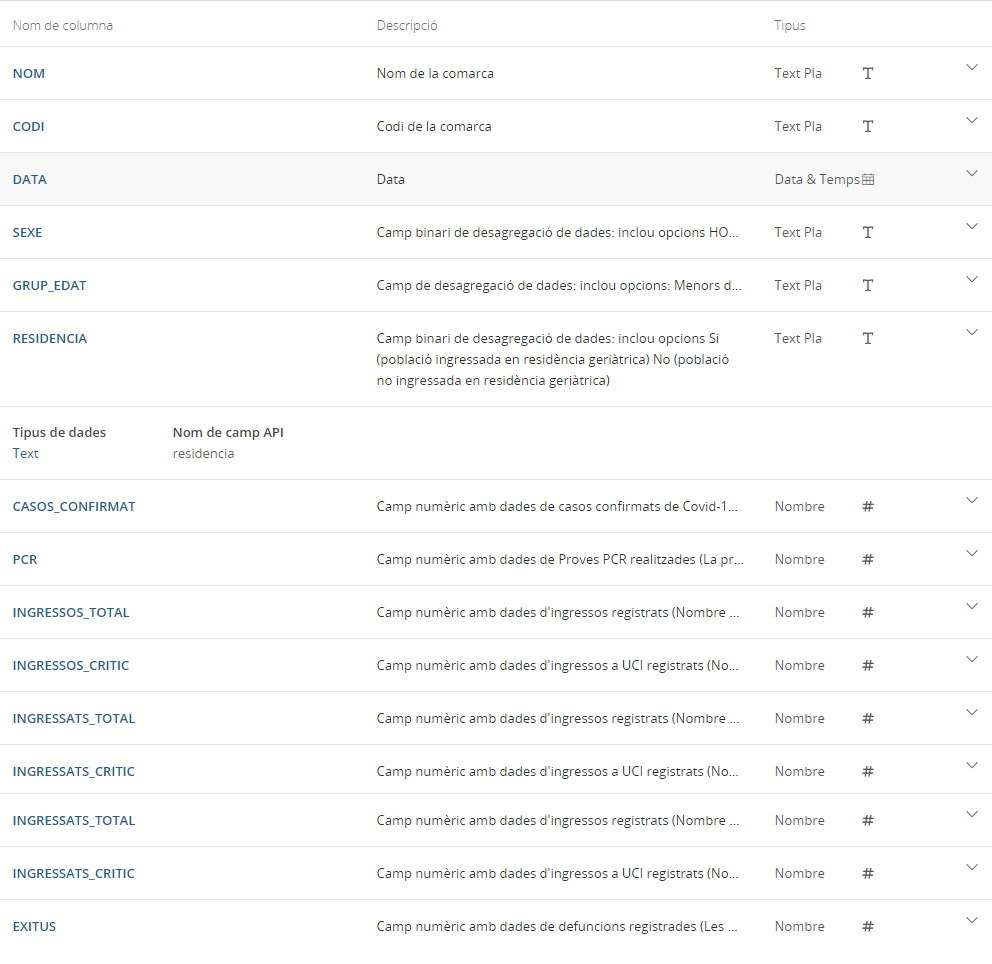 Nom de columna Descripció Tipus
NOM Nom de la comarca Text Pla T
CODI Codi de la comarca Text Pla T
DATA Data Data & Temps
SEXE Camp binari de desagregació de dades: inclou opcions HO... Text Pla T
GRUP_EDAT Camp de desagregació de dades: inclou opcions: Menors d... Text Pla T
RESIDENCIA Camp binari de desagregació de dades: inclou opcions Si Text Pla T
(població ingressada en residència geriàtrica) No (població
no ingressada en residència geriàtrica)
Tipus de dades Nom de camp API
Text residencia
CASOS_CONFIRMAT Camp numèric amb dades de casos confirmats de Covid-1... Nombre #
PCR Camp numèric amb dades de Proves PCR realitzades (La pr... Nombre #
INGRESSOS_TOTAL Camp numèric amb dades d'ingressos registrats (Nombre ... Nombre #
INGRESSOS_CRITIC Camp numèric amb dades d'ingressos a UCI registrats (No... Nombre #
INGRESSATS_TOTAL Camp numèric amb dades d'ingressos registrats (Nombre ... Nombre #
INGRESSATS_CRITIC Camp numèric amb dades d'ingressos a UCI registrats (No... Nombre #
INGRESSATS_TOTAL Camp numèric amb dades d'ingressos registrats (Nombre ... Nombre #
INGRESSATS_CRITIC Camp numèric amb dades d'ingressos a UCI registrats (No... Nombre #
EXITUS Camp numèric amb dades de defuncions registrades (Les ... Nombre #